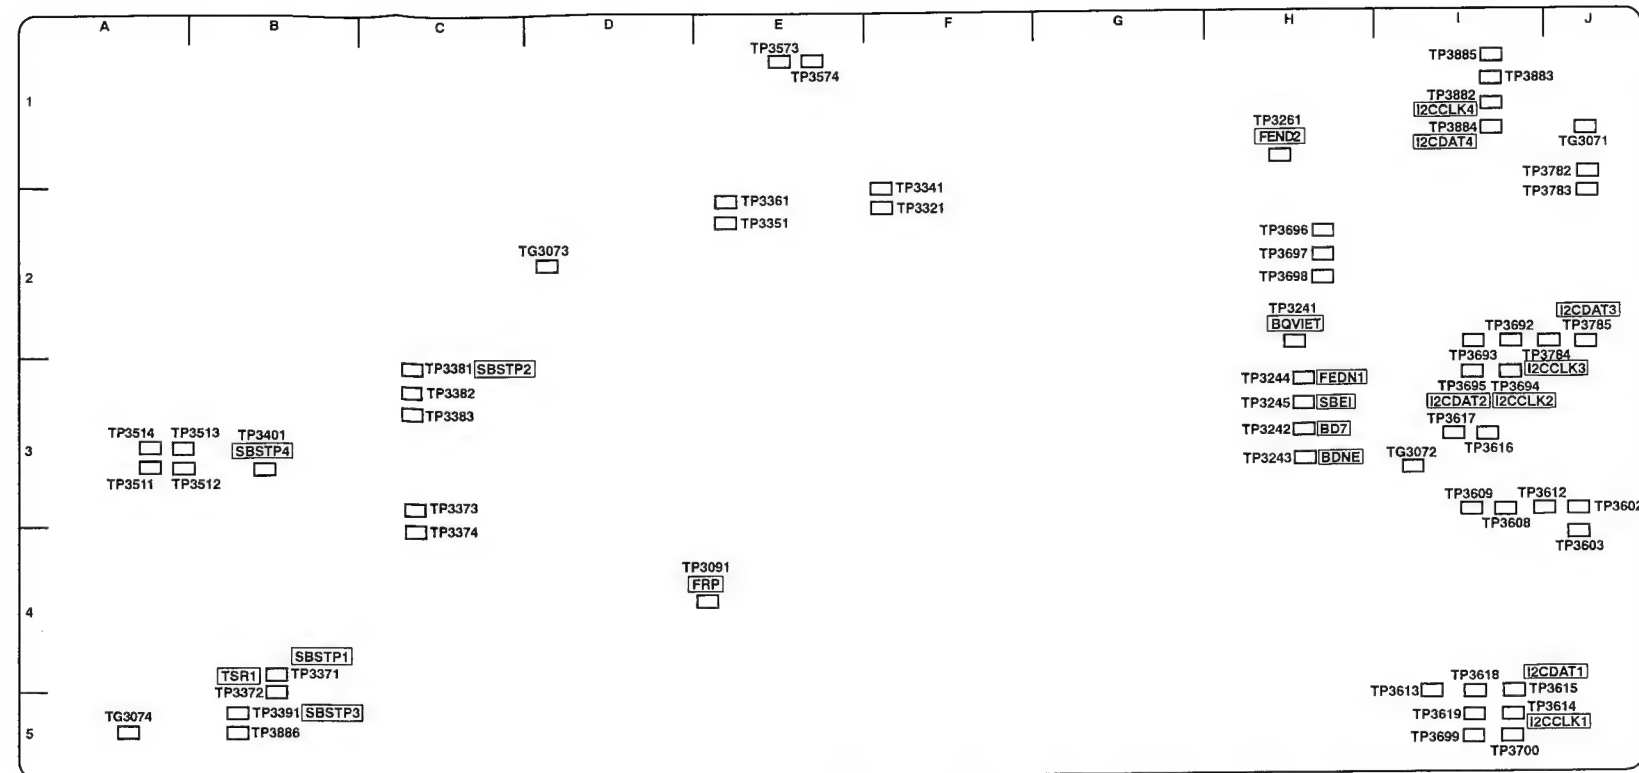 A B C D E F G H I J
TP3573
TP3574
TP3885
TP3883
1
TP3882
I2CCLK4
TP3884
I2CDAT4
TP3261
FEND2
TG3071
TP3782
TP3783
TP3361
TP3351
TP3341
TP3321
TP3696
TP3697
TP3698
TG3073
2
TP3241
BQVIET
I2CDAT3
TP3692 TP3785
TP3693 TP3784
I2CCLK3
TP3381 SBSTP2
TP3382
TP3383
TP3244 FEDN1
TP3245 SBEI
TP3242 BD7
TP3243 BDNE
TP3695 TP3694
I2CDAT2 I2CCLK2
TP3617
TP3616
TG3072
TP3514 TP3513 TP3401
SBSTP4
3
TP3511 TP3512
TP3373
TP3374
TP3609 TP3612 TP3602
TP3608
TP3603
TP3091
FRP
4
SBSTP1
TSR1 TP3371
TP3372
TP3391 SBSTP3
TP3886
TG3074
5
I2CDAT1
TP3618
TP3613 TP3615
TP3619 TP3614
I2CCLK1
TP3699
TP3700